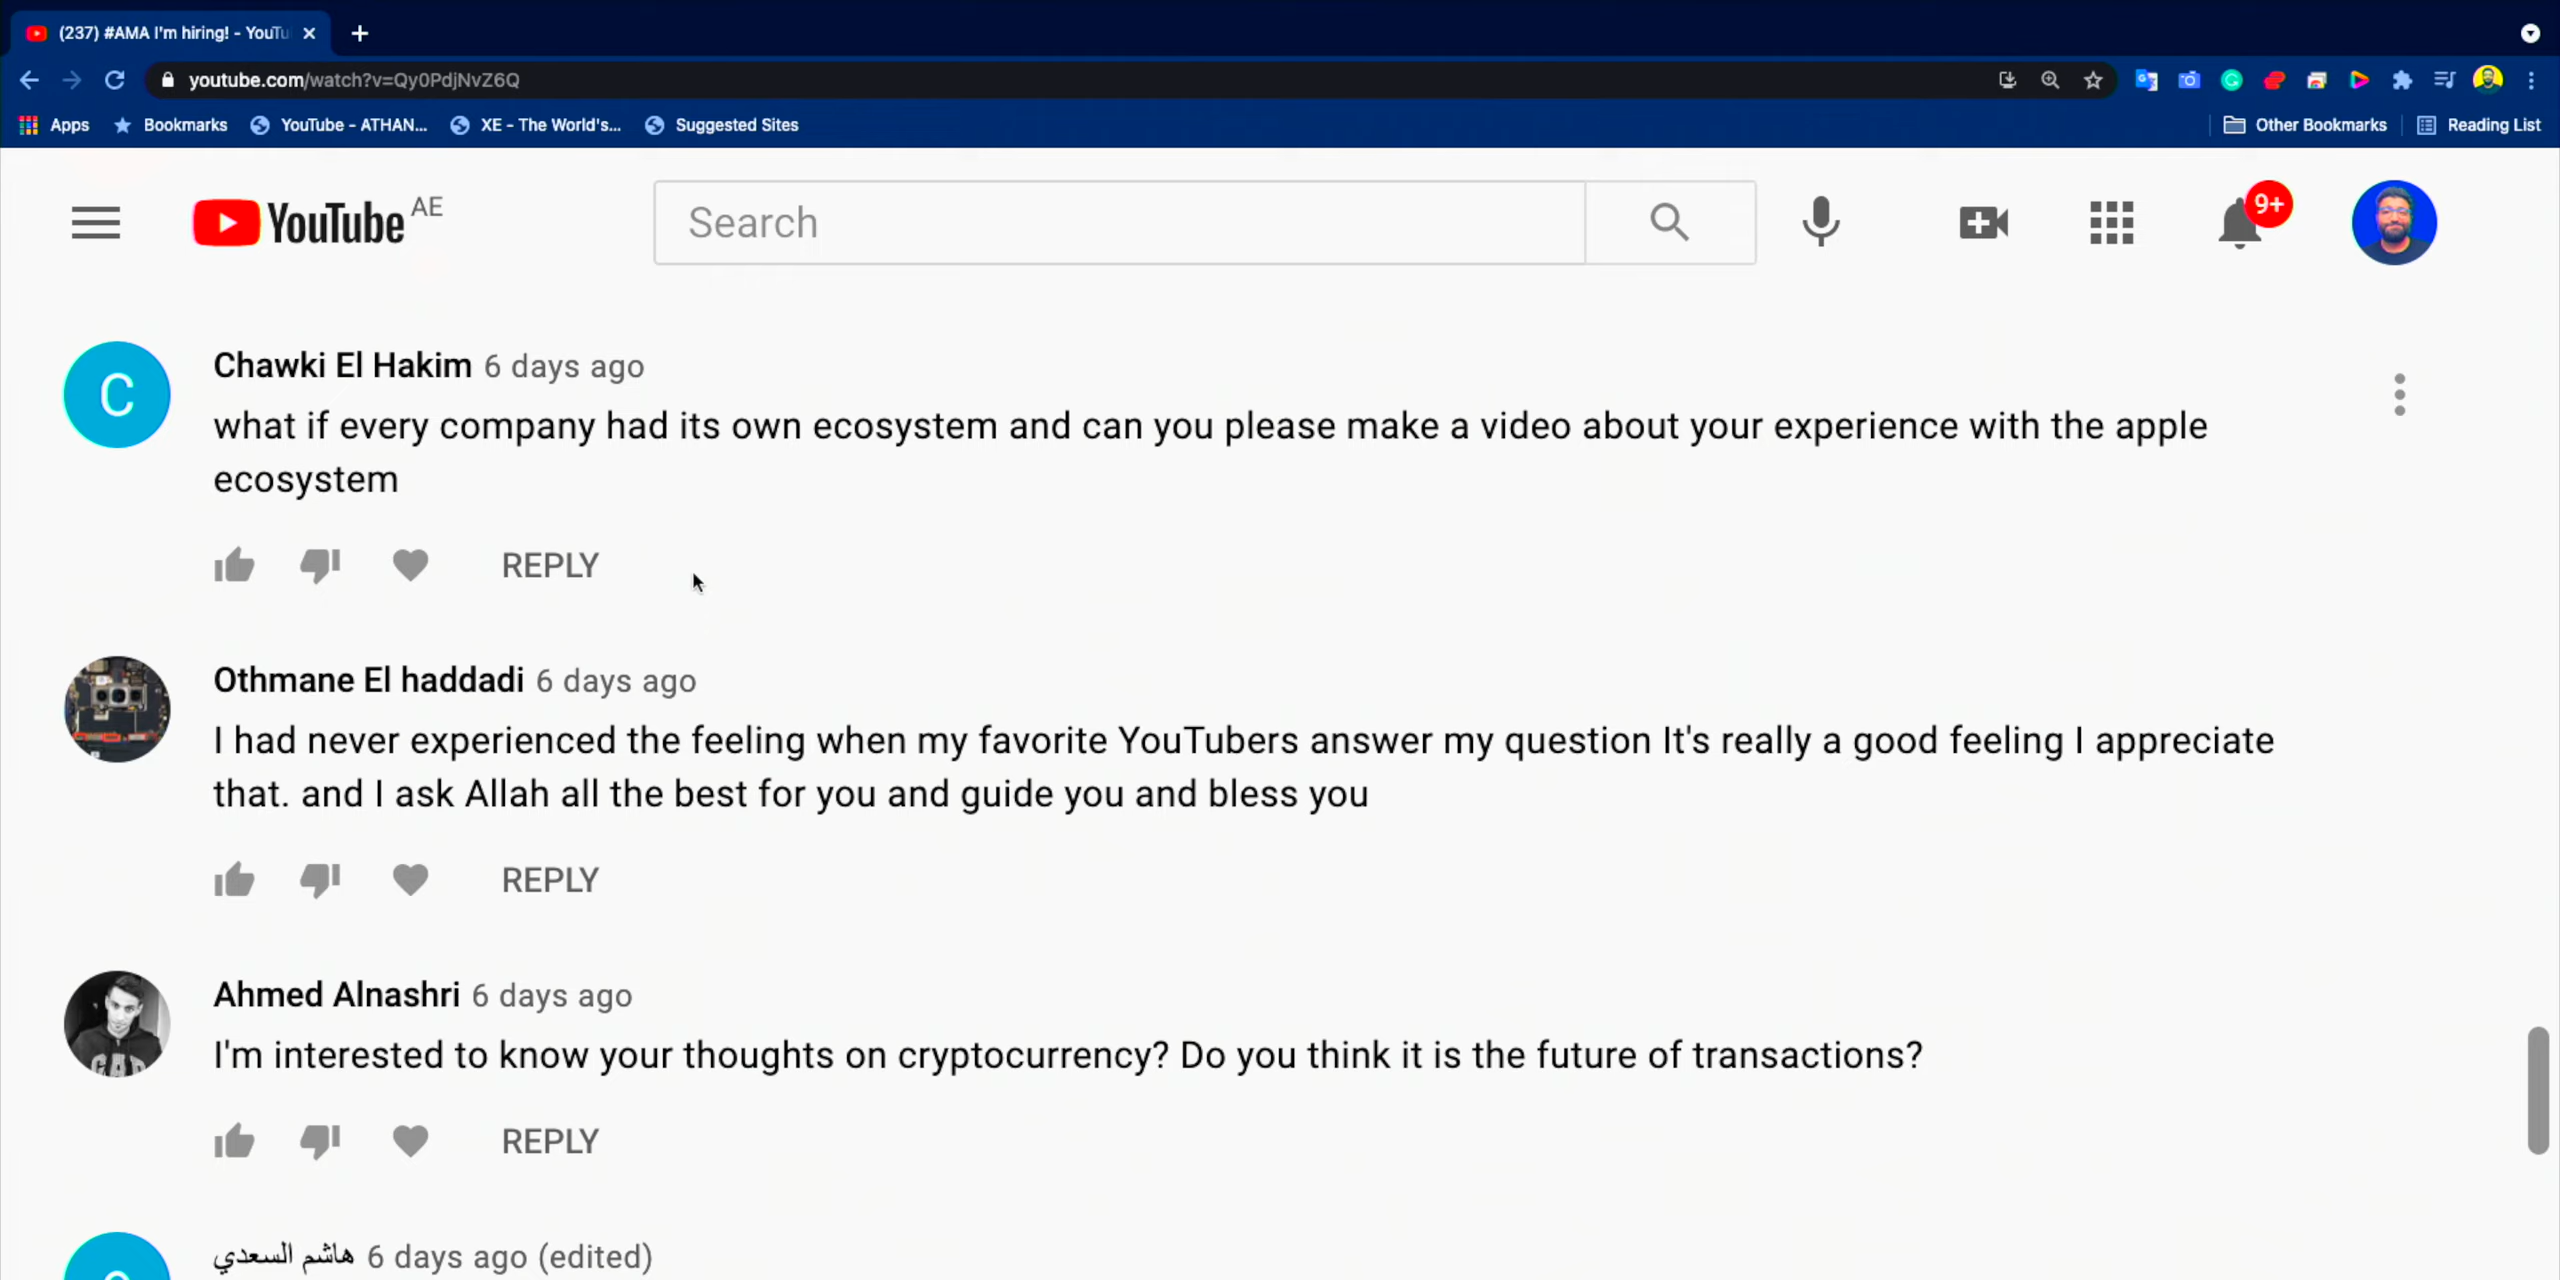 (237) #AMA I'm hiring! - YouTu
youtube.com/watch?v=Qy0PdjNvZ6Q
Apps Bookmarks YouTube - ATHAN... XE - The World's... Suggested Sites Other Bookmarks Reading List
YouTube AE Search 9+
C
Chawki El Hakim 6 days ago
what if every company had its own ecosystem and can you please make a video about your experience with the apple
ecosystem
REPLY
Othmane El haddadi 6 days ago
I had never experienced the feeling when my favorite YouTubers answer my question It's really a good feeling I appreciate
that. and I ask Allah all the best for you and guide you and bless you
REPLY
Ahmed Alnashri 6 days ago
I'm interested to know your thoughts on cryptocurrency? Do you think it is the future of transactions?
REPLY
هاشم السعدي 6 days ago (edited)